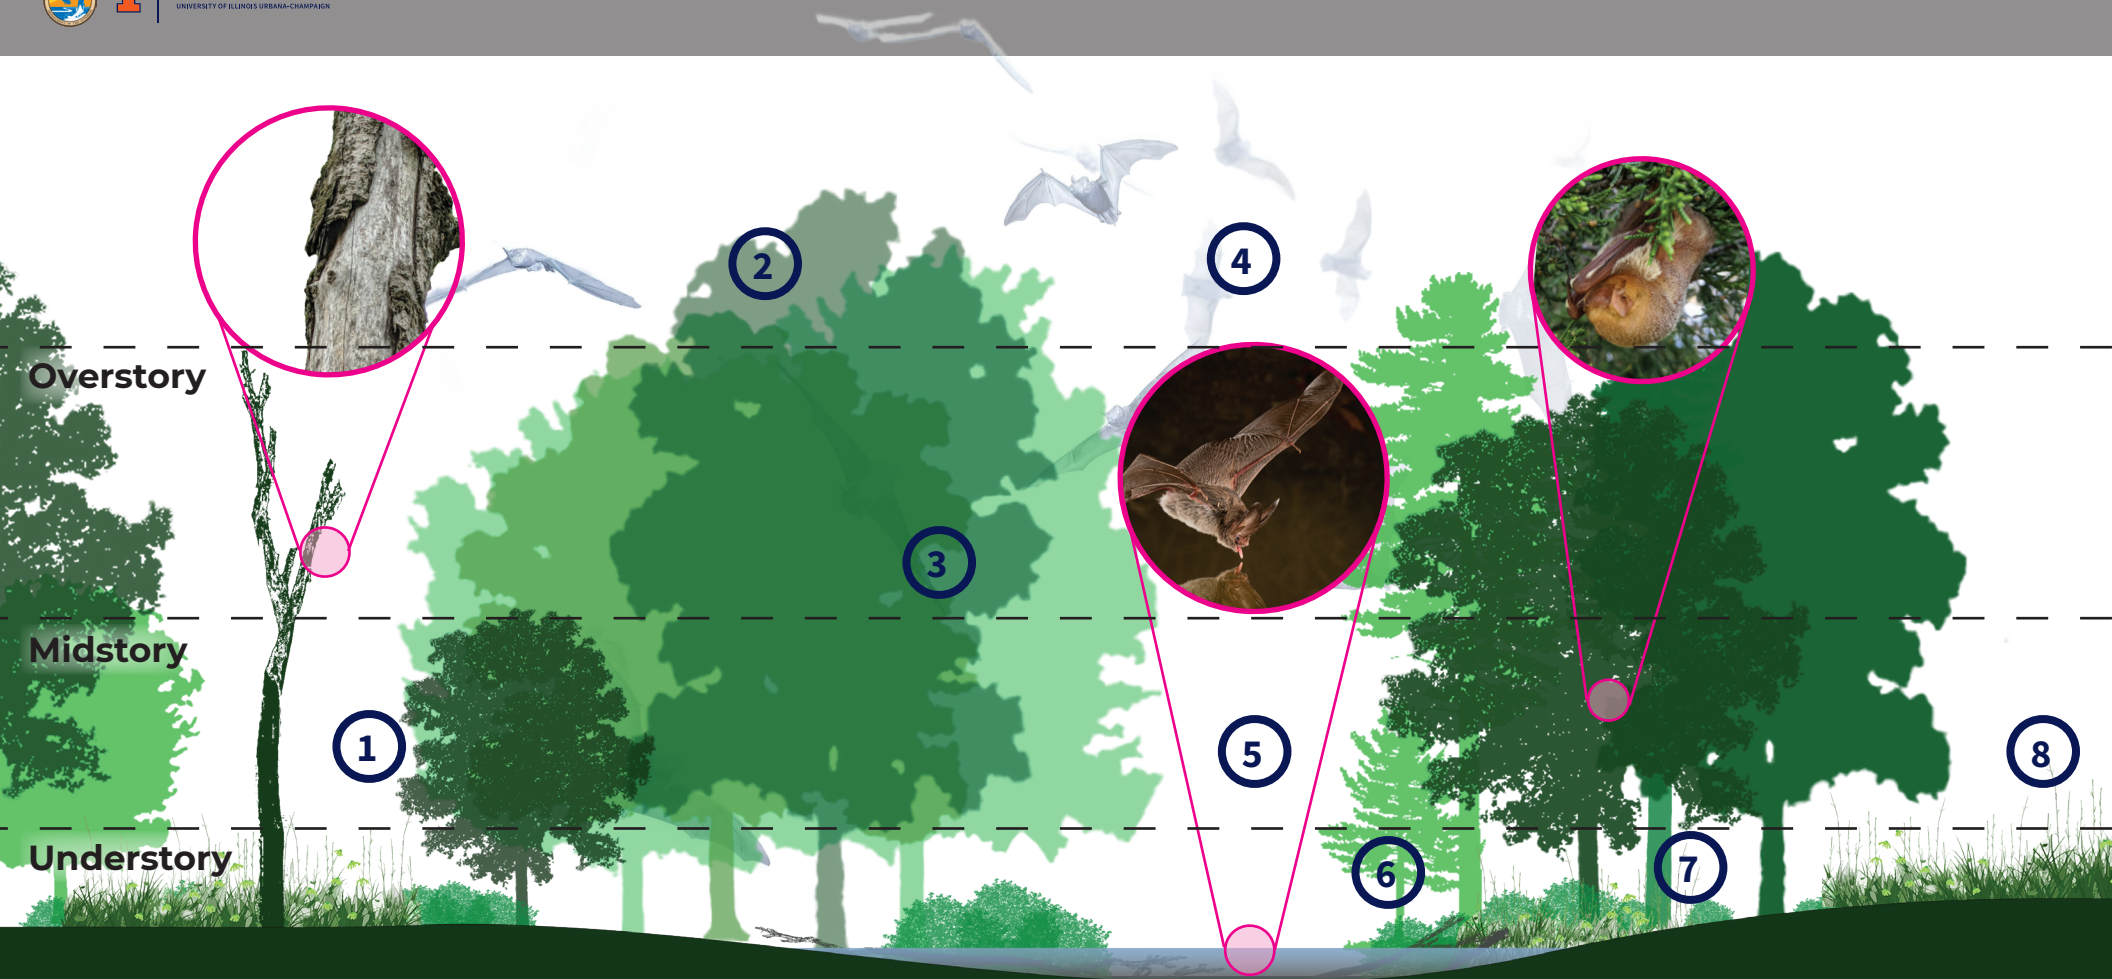 UNIVERSITY OF ILLINOIS URBANA-CHAMPAIGN
2
4
Overstory
3
Midstory
1
5
8
Understory
6
7